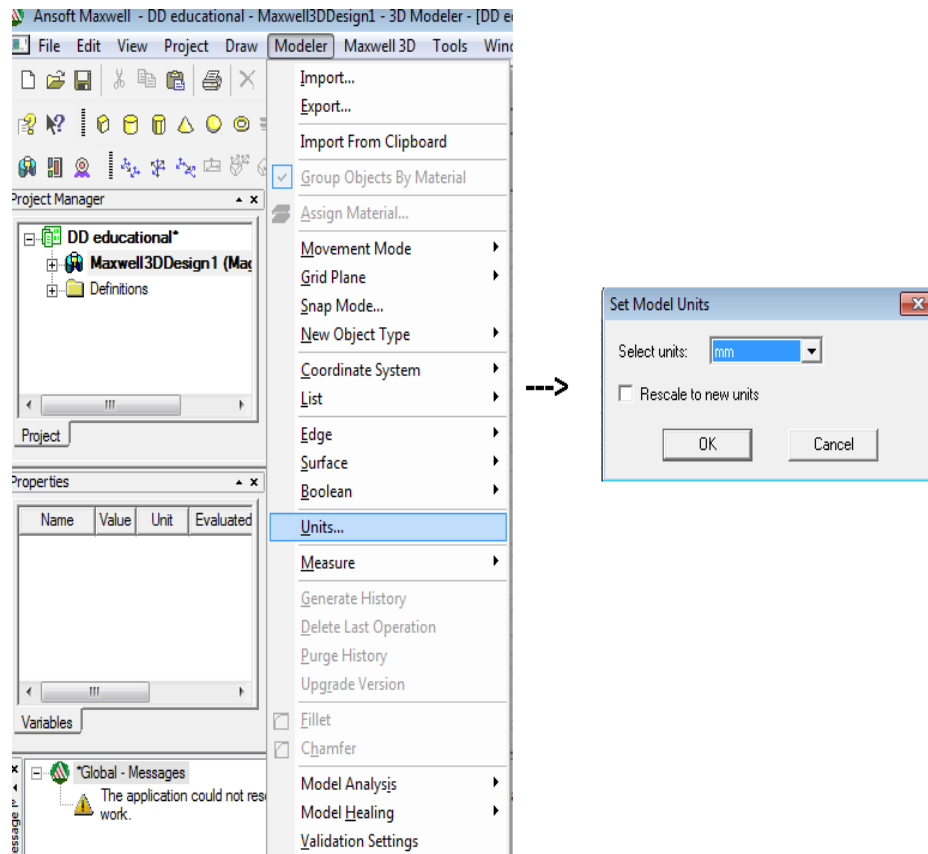 Ansoft Maxwell - DD educational - Maxwell3DDesign1 - 3D Modeler - [DD
File Edit View Project Draw Modeler Maxwell 3D Tools
Import...
Export...
Import From Clipboard
Group Objects By Material
Assign Material...
Movement Mode
Grid Plane
Snap Mode...
New Object Type
Coordinate System
List
Edge
Surface
Boolean
Units...
Measure
Generate History
Delete Last Operation
Purge History
Upgrade Version
Fillet
Chamfer
Model Analysis
Model Healing
Validation Settings
Project Manager
DD educational*
Maxwell3DDesign1 (Mag
Definitions
Project
Properties
Name Value Unit Evaluated
Variables
*Global - Messages
The application could not res
work.
--->
Set Model Units
Select units: mm
Rescale to new units
OK Cancel